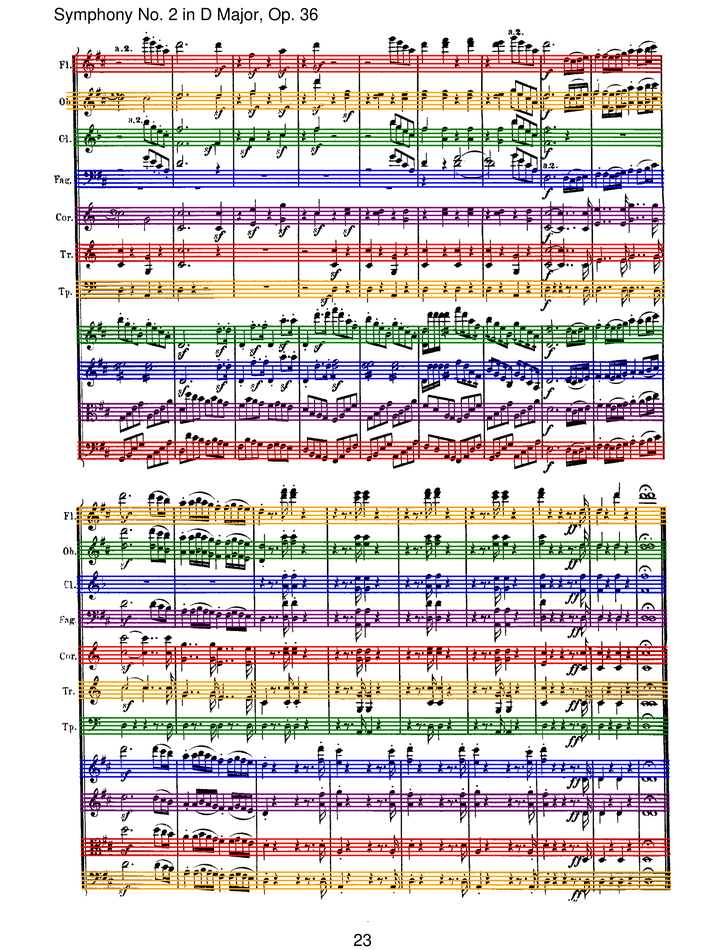 Symphony No. 2 in D Major, Op. 36
a.2.
a.2.
Fl.
Ob.
a.2.
Cl.
a.2.
Fag.
Cor.
Tr.
Tp.
Fl.
Ob.
Cl.
Fag.
Cor.
Tr.
Tp.
23